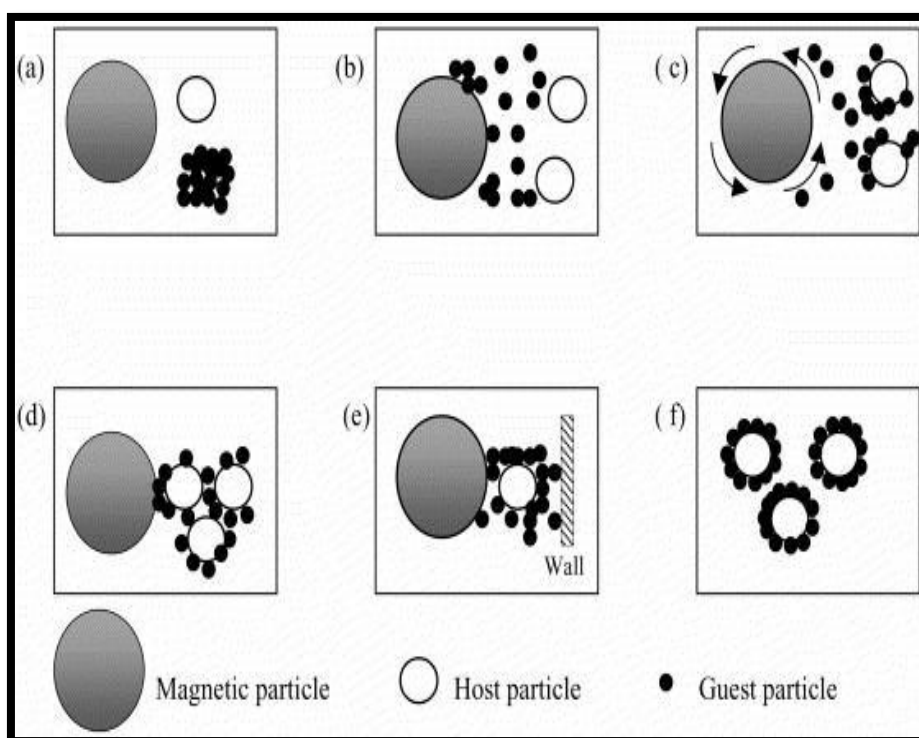 (a)
(b)
( c)
(d)
(e)
( f)
Wall
Magnetic particle
Host particle
Guest particle